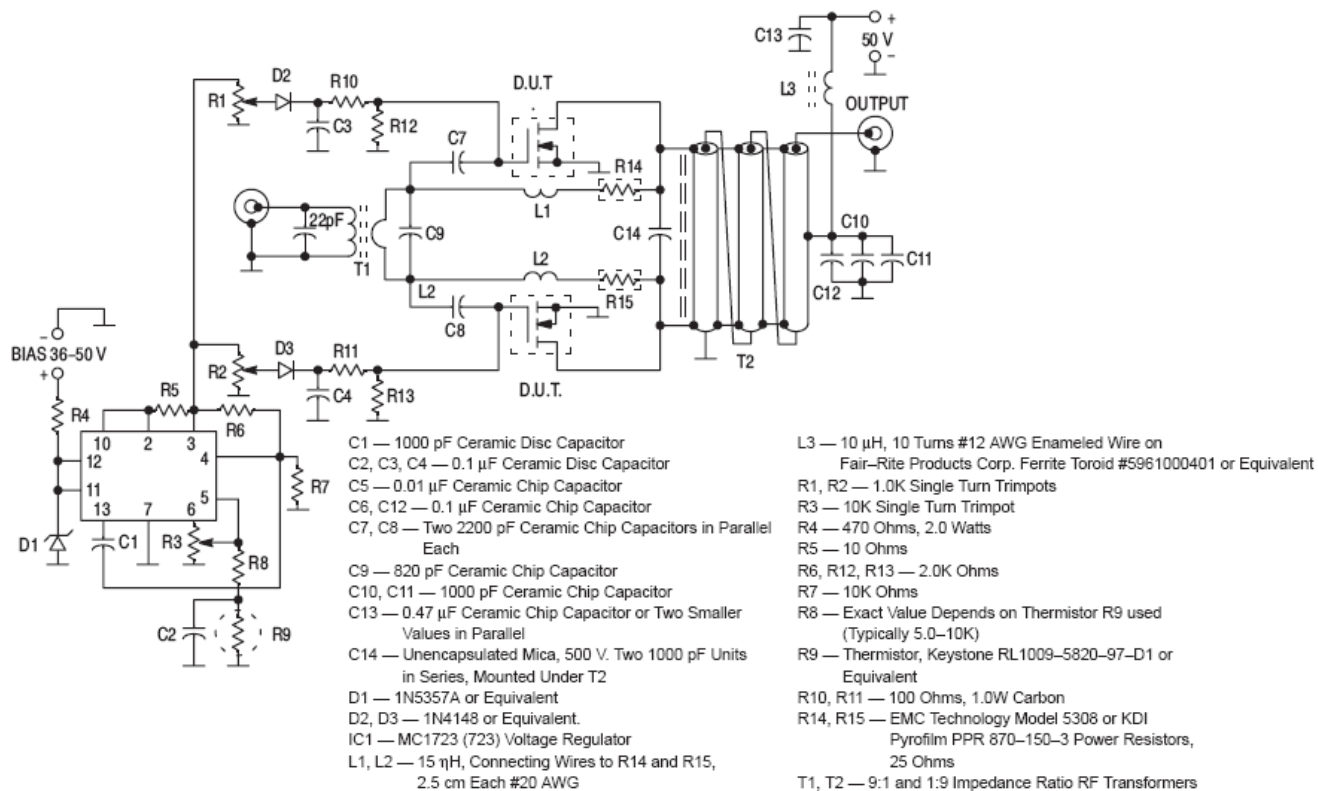 C13
+
50 V
−
D2
R10
D.U.T
R1
L3
OUTPUT
C3
R12
C7
R14
22pF
C9
L1
C14
T1
L2
C10
C11
C12
L2
R15
C8
T2
−
BIAS 36–50 V
+
D3
R11
R2
D.U.T.
R5
C4
R13
R4
R6
10
2
3
4
12
R7
11
5
13
7
6
D1
C1
R3
R8
C2
R9
C1 — 1000 pF Ceramic Disc Capacitor
C2, C3, C4 — 0.1 μF Ceramic Disc Capacitor
C5 — 0.01 μF Ceramic Chip Capacitor
C6, C12 — 0.1 μF Ceramic Chip Capacitor
C7, C8 — Two 2200 pF Ceramic Chip Capacitors in Parallel
Each
C9 — 820 pF Ceramic Chip Capacitor
C10, C11 — 1000 pF Ceramic Chip Capacitor
C13 — 0.47 μF Ceramic Chip Capacitor or Two Smaller
Values in Parallel
C14 — Unencapsulated Mica, 500 V. Two 1000 pF Units
in Series, Mounted Under T2
D1 — 1N5357A or Equivalent
D2, D3 — 1N4148 or Equivalent.
IC1 — MC1723 (723) Voltage Regulator
L1, L2 — 15 ηH, Connecting Wires to R14 and R15,
2.5 cm Each #20 AWG
L3 — 10 μH, 10 Turns #12 AWG Enameled Wire on
Fair–Rite Products Corp. Ferrite Toroid #5961000401 or Equivalent
R1, R2 — 1.0K Single Turn Trimpots
R3 — 10K Single Turn Trimpot
R4 — 470 Ohms, 2.0 Watts
R5 — 10 Ohms
R6, R12, R13 — 2.0K Ohms
R7 — 10K Ohms
R8 — Exact Value Depends on Thermistor R9 used
(Typically 5.0–10K)
R9 — Thermistor, Keystone RL1009–5820–97–D1 or
Equivalent
R10, R11 — 100 Ohms, 1.0W Carbon
R14, R15 — EMC Technology Model 5308 or KDI
Pyrofilm PPR 870–150–3 Power Resistors,
25 Ohms
T1, T2 — 9:1 and 1:9 Impedance Ratio RF Transformers